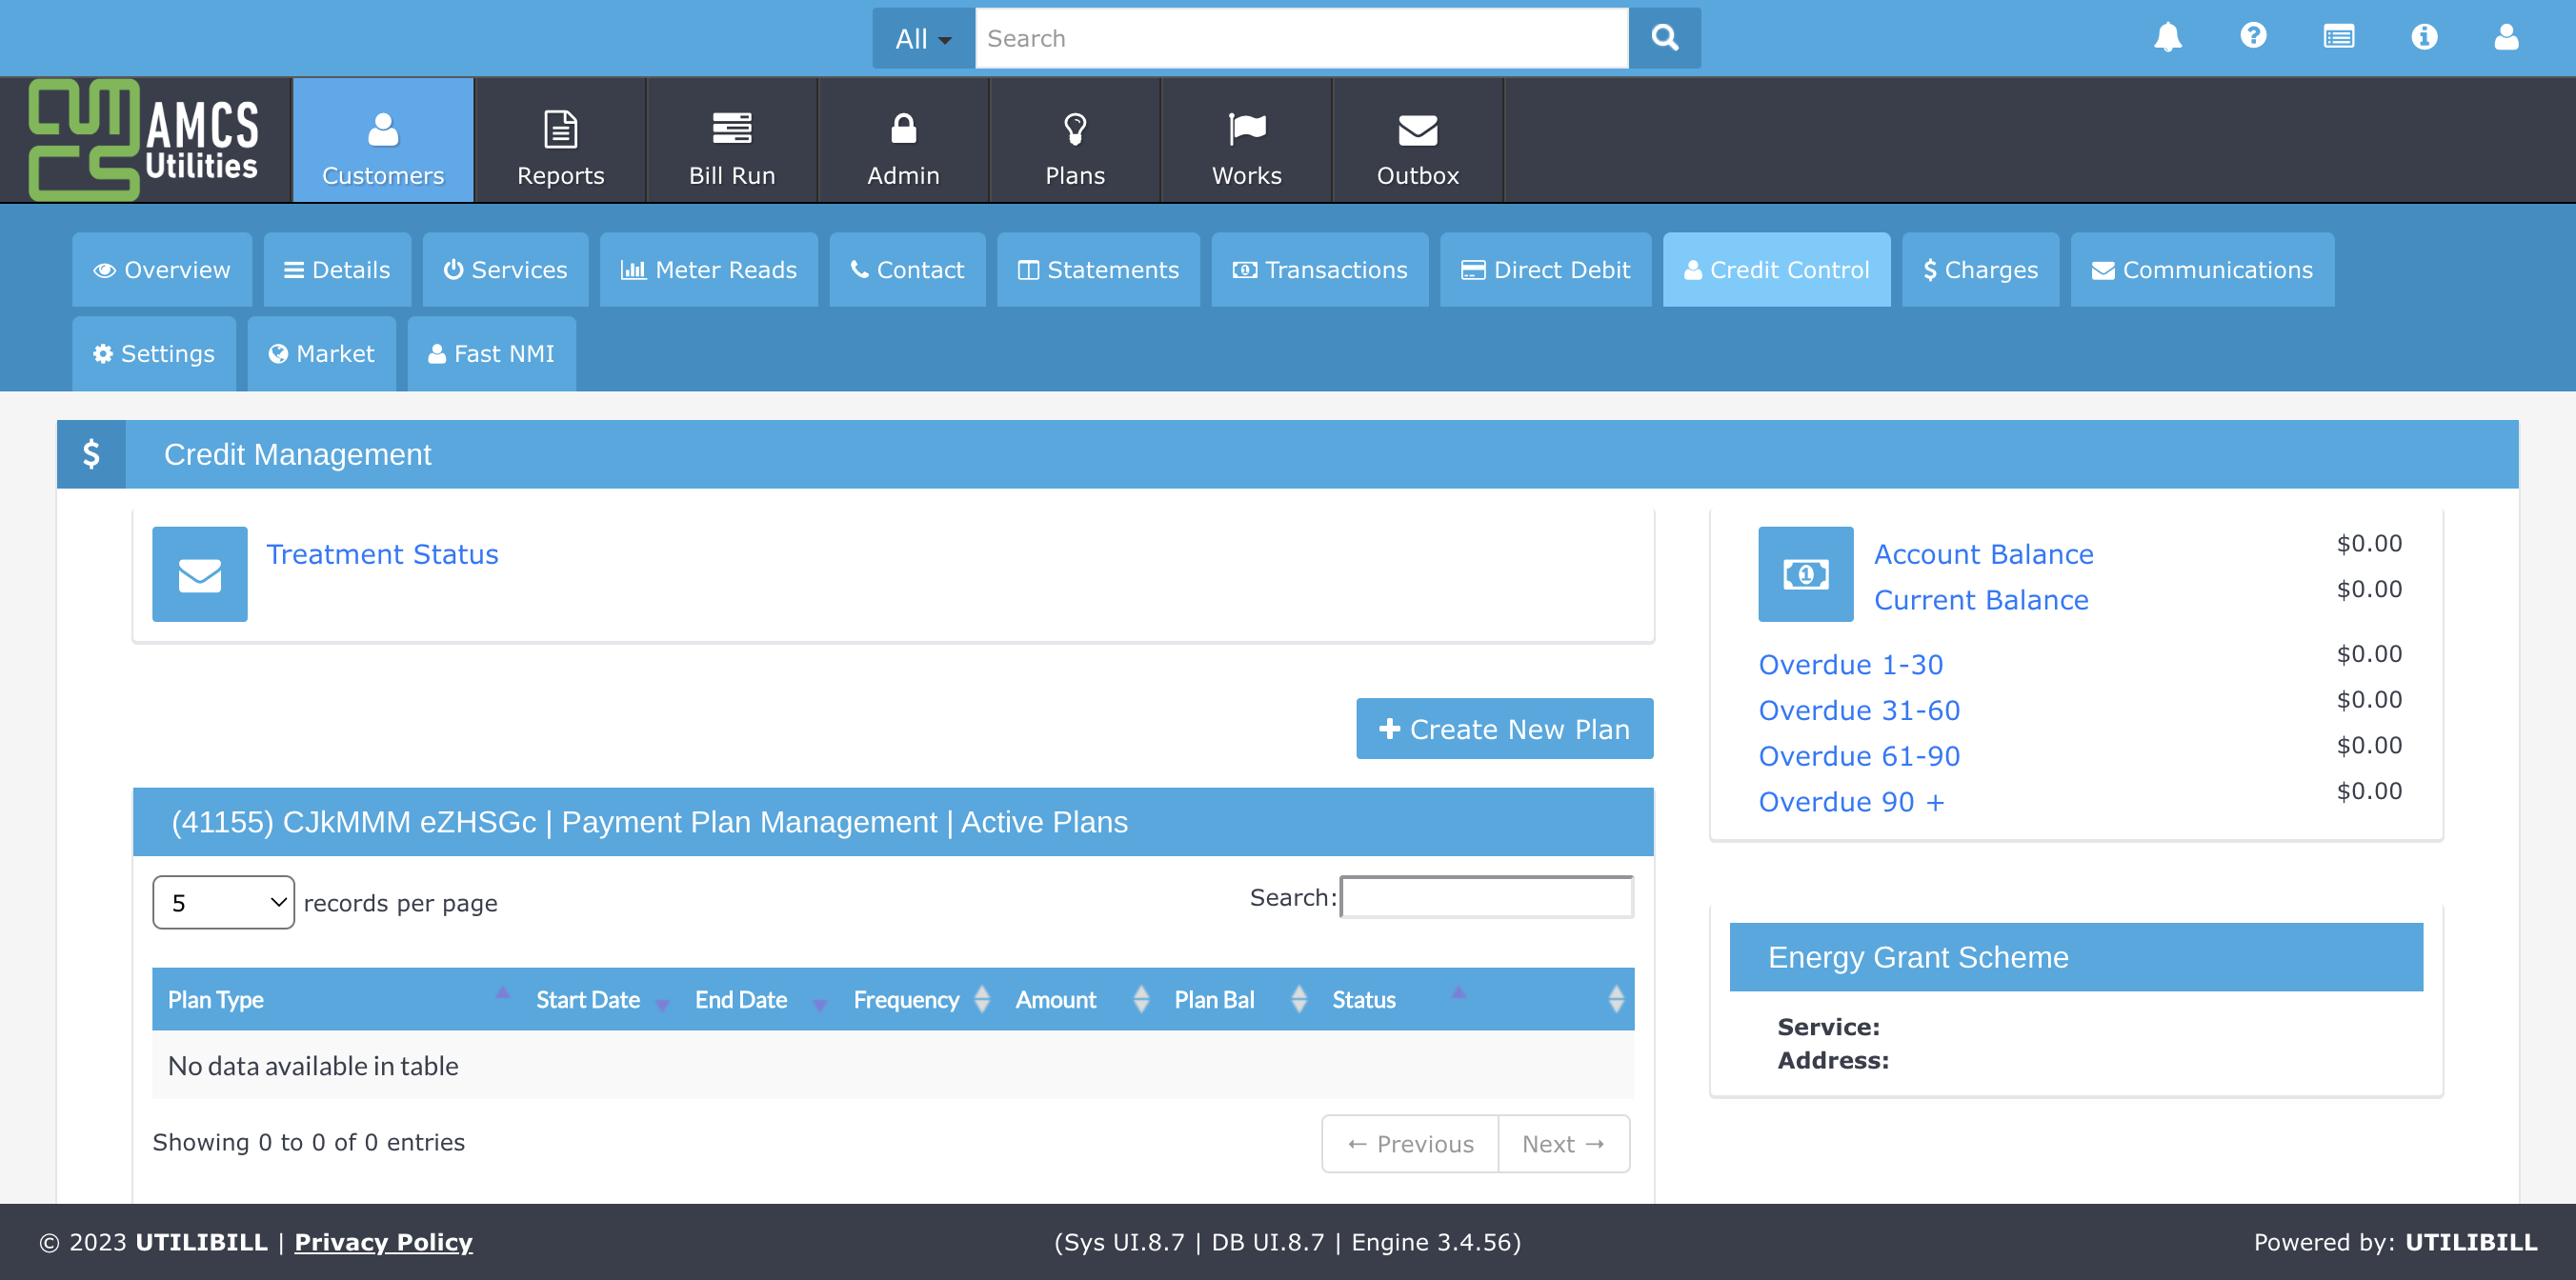 All
Search
AMCS
Utilities
Customers
Reports
Bill Run
Admin
Plans
Works
Outbox
Overview
Details
Services
Meter Reads
Contact
Statements
Transactions
Direct Debit
Credit Control
Charges
Communications
Settings
Market
Fast NMI
Credit Management
Treatment Status
Account Balance $0.00
Current Balance $0.00
Overdue 1-30 $0.00
Overdue 31-60 $0.00
Overdue 61-90 $0.00
Overdue 90 + $0.00
Create New Plan
(41155) CJkMMM eZHSGc | Payment Plan Management | Active Plans
5 records per page
Search:
Plan Type Start Date End Date Frequency Amount Plan Bal Status
No data available in table
Showing 0 to 0 of 0 entries
← Previous
Next →
Energy Grant Scheme
Service:
Address:
© 2023 UTILIBILL | Privacy Policy
(Sys UI.8.7 | DB UI.8.7 | Engine 3.4.56)
Powered by: UTILIBILL